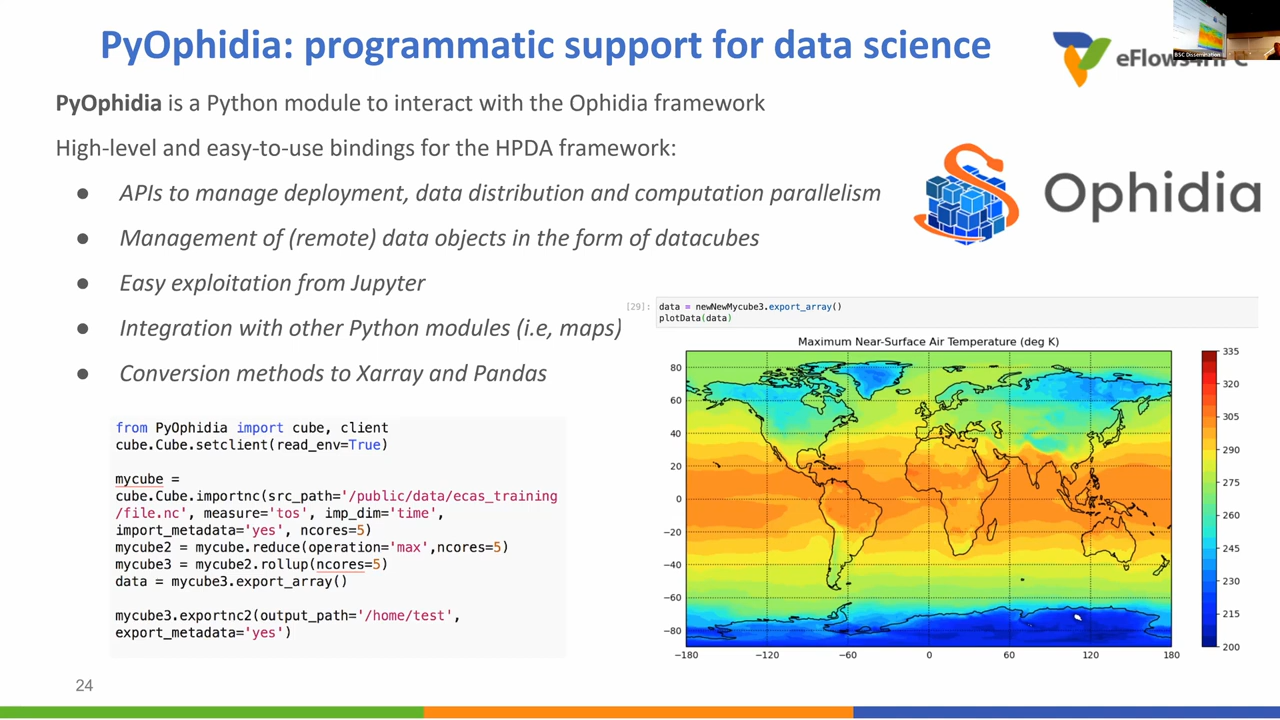 PyOphidia: programmatic support for data science
BSC Dissemination
PyOphidia is a Python module to interact with the Ophidia framework
High-level and easy-to-use bindings for the HPDA framework:
● APIs to manage deployment, data distribution and computation parallelism
● Management of (remote) data objects in the form of datacubes
● Easy exploitation from Jupyter
● Integration with other Python modules (i.e, maps)
● Conversion methods to Xarray and Pandas
Ophidia
from PyOphidia import cube, client
cube.Cube.setclient(read_env=True)
mycube =
cube.Cube.importnc(src_path='/public/data/ecas_training
/file.nc', measure='tos', imp_dim='time',
import_metadata='yes', ncores=5)
mycube2 = mycube.reduce(operation='max',ncores=5)
mycube3 = mycube2.rollup(ncores=5)
data = mycube3.export_array()
mycube3.exportnc2(output_path='/home/test',
export_metadata='yes')
[29]: data = newNewMycube3.export_array()
plotData(data)
Maximum Near-Surface Air Temperature (deg K)
80
60
40
20
0
−20
−40
−60
−80
−180 −120 −60 0 60 120 180
335
320
305
290
275
260
245
230
215
200
24